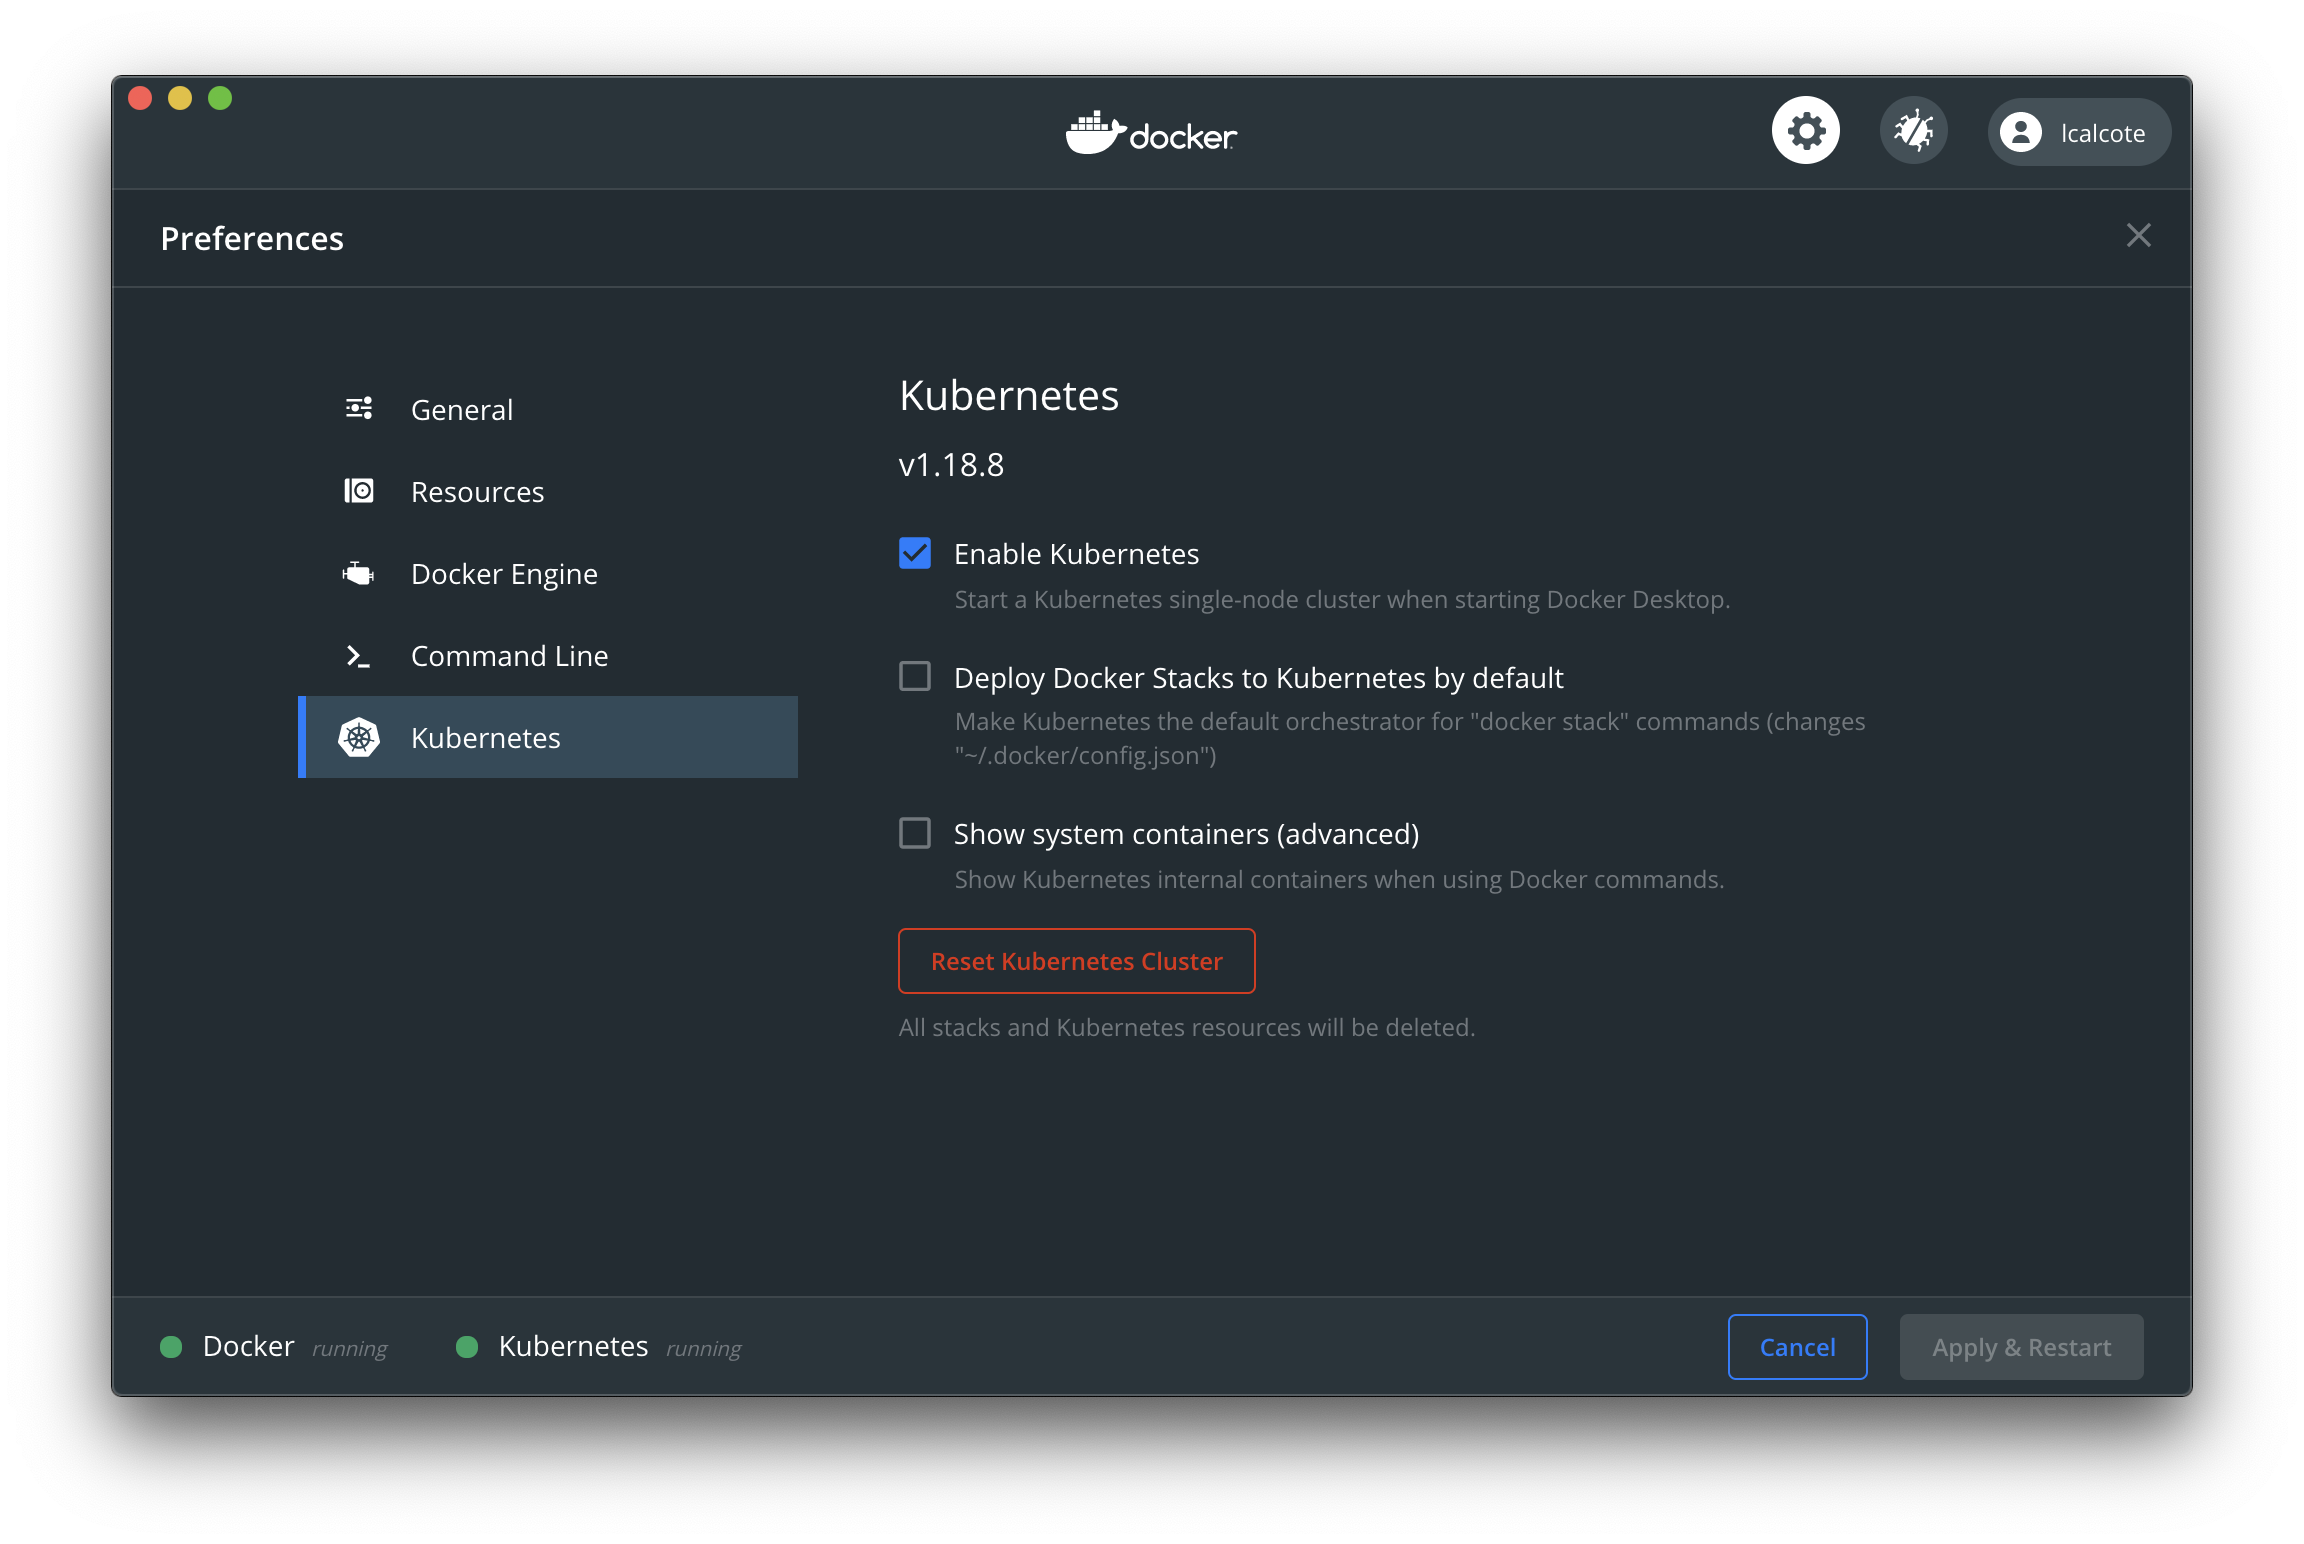 docker
lcalcote
Preferences
General
Resources
Docker Engine
Command Line
Kubernetes
Kubernetes
v1.18.8
Enable Kubernetes
Start a Kubernetes single-node cluster when starting Docker Desktop.
Deploy Docker Stacks to Kubernetes by default
Make Kubernetes the default orchestrator for "docker stack" commands (changes
"~/.docker/config.json")
Show system containers (advanced)
Show Kubernetes internal containers when using Docker commands.
Reset Kubernetes Cluster
All stacks and Kubernetes resources will be deleted.
Docker running Kubernetes running
Cancel Apply & Restart